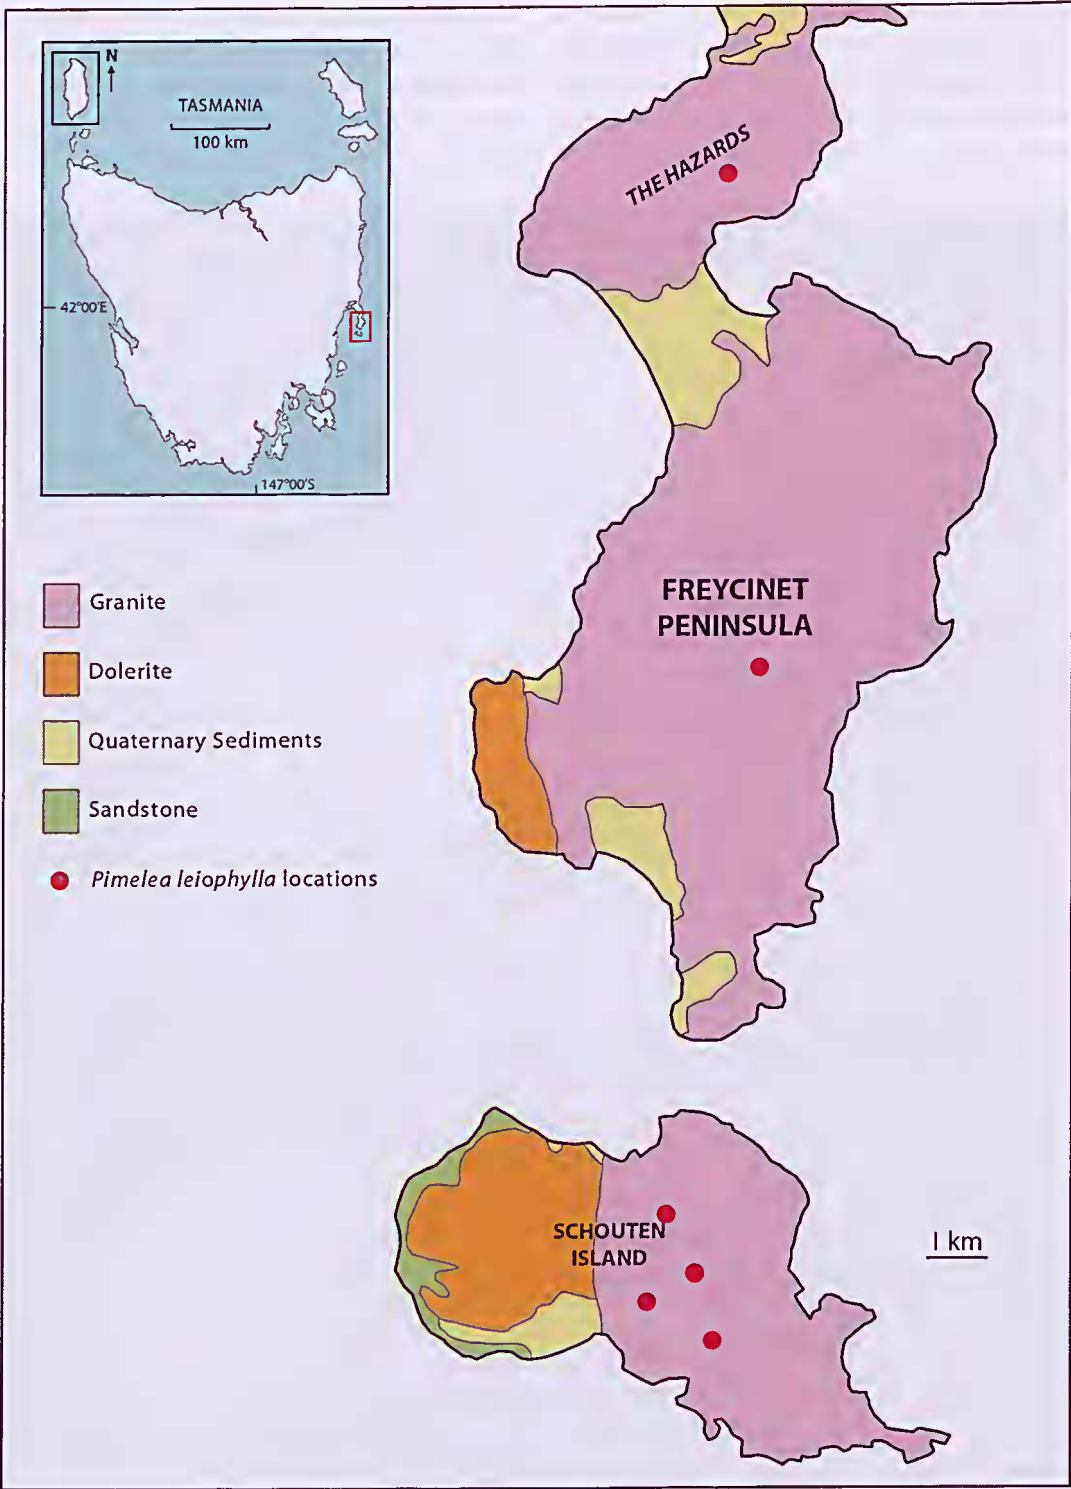 N
TASMANIA
100 km
42°00'E
147°00'S
THE HAZARDS
Granite
Dolerite
Quaternary Sediments
Sandstone
Pimelea leiophylla locations
FREYCINET
PENINSULA
SCHOUTEN
ISLAND
1 km